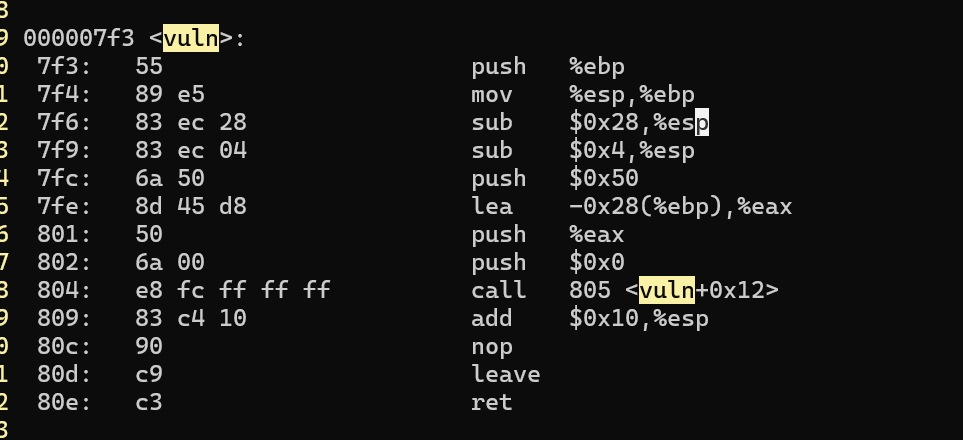 8
9 000007f3 <vuln>:
0  7f3:   55                      push   %ebp
1  7f4:   89 e5                   mov    %esp,%ebp
2  7f6:   83 ec 28                sub    $0x28,%esp
3  7f9:   83 ec 04                sub    $0x4,%esp
4  7fc:   6a 50                   push   $0x50
5  7fe:   8d 45 d8                lea    -0x28(%ebp),%eax
6  801:   50                      push   %eax
7  802:   6a 00                   push   $0x0
8  804:   e8 fc ff ff ff          call   805 <vuln+0x12>
9  809:   83 c4 10                add    $0x10,%esp
0  80c:   90                      nop
1  80d:   c9                      leave
2  80e:   c3                      ret
3